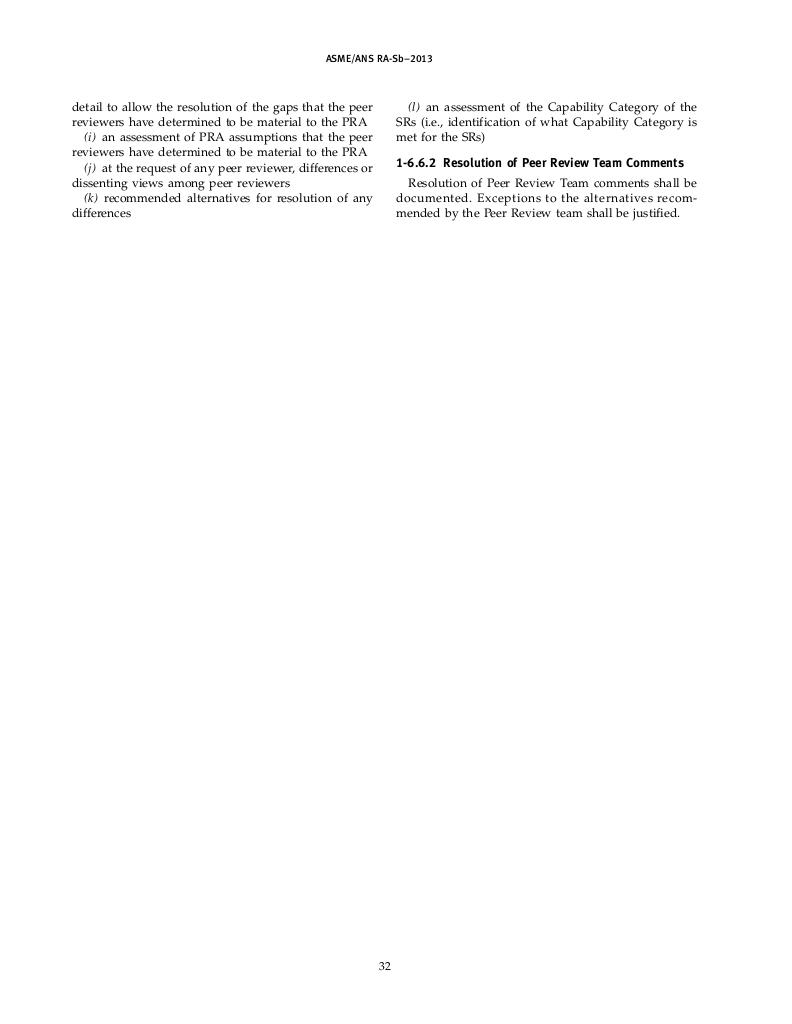 ASME/ANS RA-Sb–2013
detail to allow the resolution of the gaps that the peer
reviewers have determined to be material to the PRA
(i) an assessment of PRA assumptions that the peer
reviewers have determined to be material to the PRA
(j) at the request of any peer reviewer, differences or
dissenting views among peer reviewers
(k) recommended alternatives for resolution of any
differences
(l) an assessment of the Capability Category of the
SRs (i.e., identification of what Capability Category is
met for the SRs)
1-6.6.2 Resolution of Peer Review Team Comments
Resolution of Peer Review Team comments shall be
documented. Exceptions to the alternatives recom-
mended by the Peer Review team shall be justified.
32